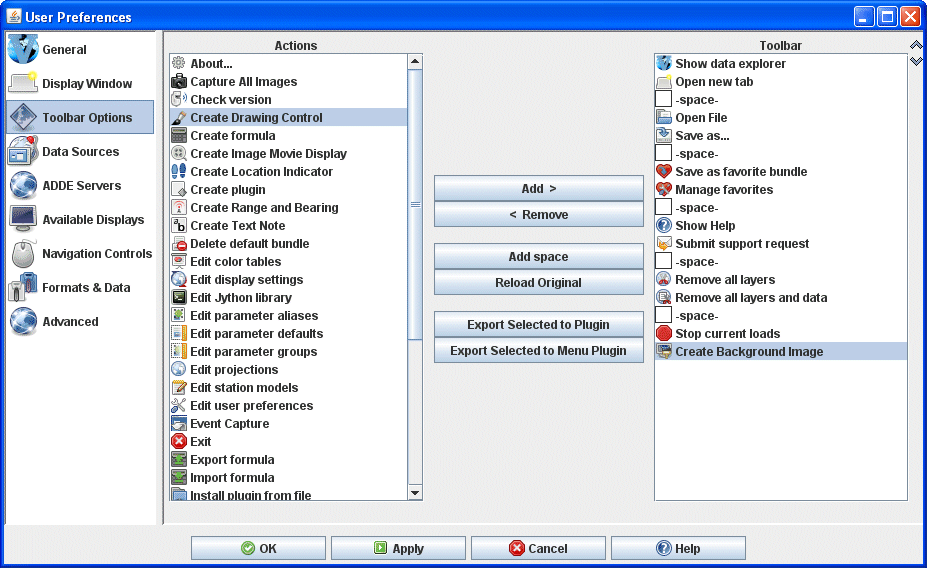 User Preferences
General
Display Window
Toolbar Options
Data Sources
ADDE Servers
Available Displays
Navigation Controls
Formats & Data
Advanced
Actions
About...
Capture All Images
Check version
Create Drawing Control
Create formula
Create Image Movie Display
Create Location Indicator
Create plugin
Create Range and Bearing
Create Text Note
Delete default bundle
Edit color tables
Edit display settings
Edit Jython library
Edit parameter aliases
Edit parameter defaults
Edit parameter groups
Edit projections
Edit station models
Edit user preferences
Event Capture
Exit
Export formula
Import formula
Install plugin from file
Add >
< Remove
Add space
Reload Original
Export Selected to Plugin
Export Selected to Menu Plugin
Toolbar
Show data explorer
Open new tab
-space-
Open File
Save as...
-space-
Save as favorite bundle
Manage favorites
-space-
Show Help
Submit support request
-space-
Remove all layers
Remove all layers and data
-space-
Stop current loads
Create Background Image
OK
Apply
Cancel
Help